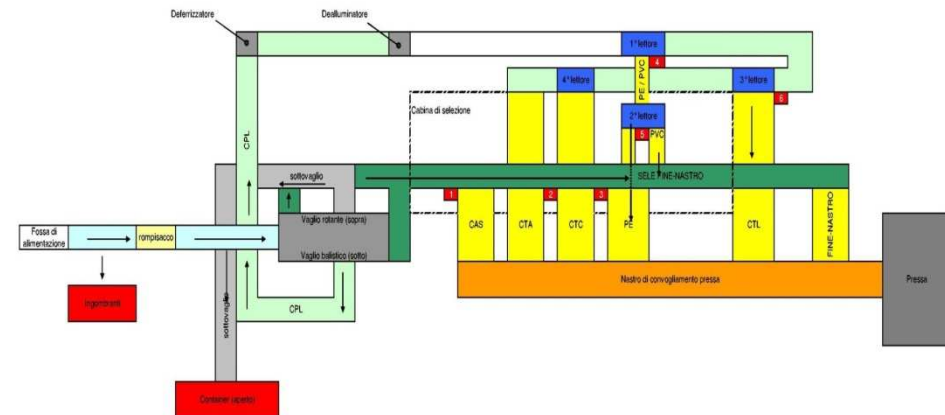 Deferrizzatore
Dealluminatore
1°lettore
4
PE / PVC
4°lettore
3°lettore
6
Cabina di selezione
2°lettore
5
PVC
CPL
sottovaglio
SELE FINE-NASTRO
1
2
3
Vaglio rotante (sopra)
CAS
CTA
CTC
PE
CTL
FINE-NASTRO
Fossa di
alimentazione
rompisacco
Vaglio balistico (sotto)
Nastro di convogliamento pressa
Pressa
Ingombranti
CPL
sottovaglio
Container (aperto)